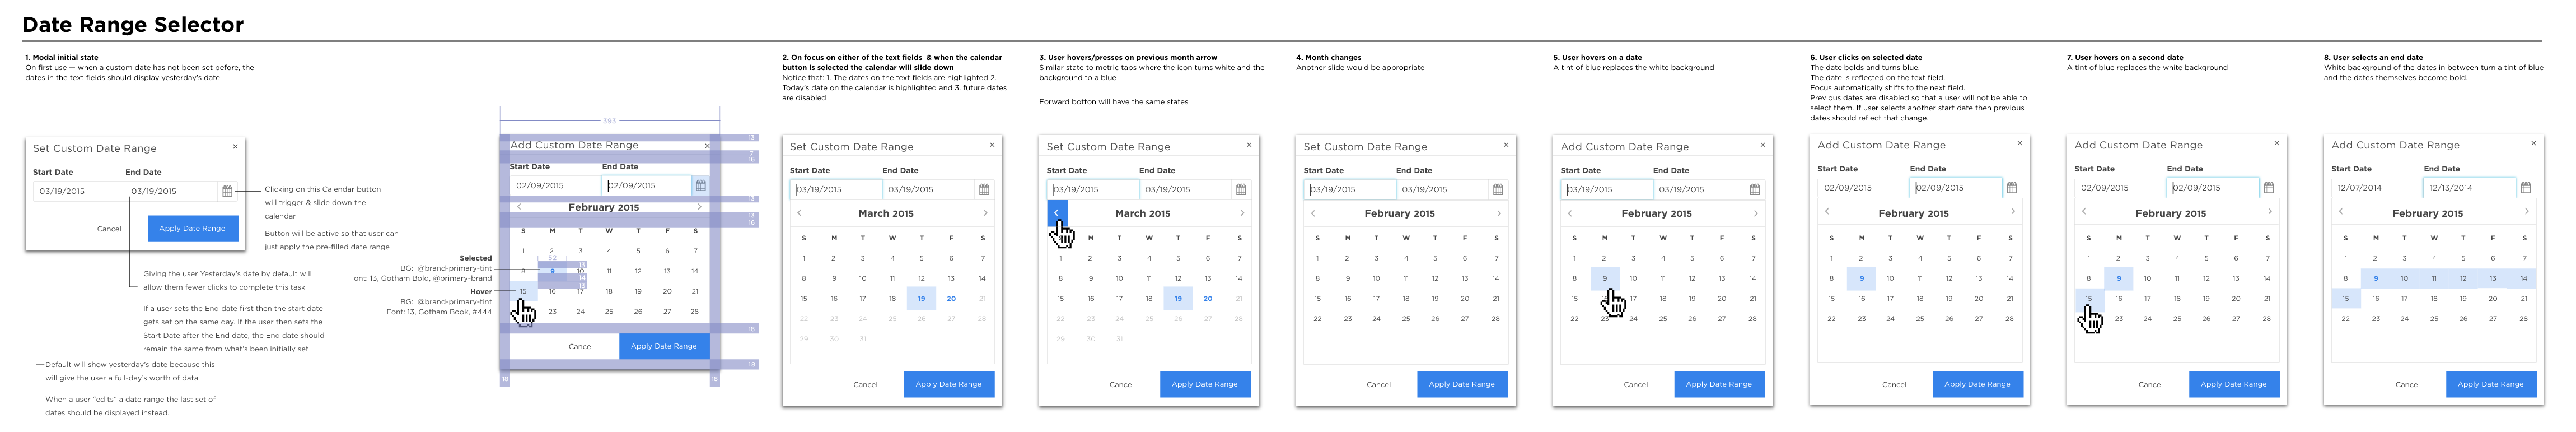 Date Range Selector
1. Modal initial state
On first use — when a custom date has not been set before, the
dates in the text fields should display yesterday's date
Set Custom Date Range ×
Start Date End Date
03/19/2015 03/19/2015
Cancel Apply Date Range
Clicking on this Calendar button
will trigger & slide down the
calendar
Button will be active so that user can
just apply the pre-filled date range
Giving the user Yesterday's date by default will
allow them fewer clicks to complete this task
If a user sets the End date first then the start date
gets set on the same day. If the user then sets the
Start Date after the End date, the End date should
remain the same from what's been initially set
Default will show yesterday's date because this
will give the user a full-day's worth of data
When a user "edits" a date range the last set of
dates should be displayed instead.
Selected
BG: @brand-primary-tint
Font: 13, Gotham Bold, @primary-brand
Hover
BG: @brand-primary-tint
Font: 13, Gotham Book, #444
393
13
Add Custom Date Range ×
16
Start Date End Date
02/09/2015 02/09/2015
13
< February 2015 >
13
16
S M T W T F S
1 2 3 4 5 6 7
52
8 9 10 11 12 13 14
13
13
15 16 17 18 19 20 21
23 24 25 26 27 28
18
Cancel Apply Date Range
18
18 18
2. On focus on either of the text fields & when the calendar
button is selected the calendar will slide down
Notice that: 1. The dates on the text fields are highlighted 2.
Today's date on the calendar is highlighted and 3. future dates
are disabled
Set Custom Date Range ×
Start Date End Date
03/19/2015 03/19/2015
< March 2015 >
S M T W T F S
1 2 3 4 5 6 7
8 9 10 11 12 13 14
15 16 17 18 19 20 21
22 23 24 25 26 27 28
29 30 31
Cancel Apply Date Range
3. User hovers/presses on previous month arrow
Similar state to metric tabs where the icon turns white and the
background to a blue
Forward botton will have the same states
Set Custom Date Range ×
Start Date End Date
03/19/2015 03/19/2015
< March 2015 >
M T W T F S
1 2 3 4 5 6 7
8 9 10 11 12 13 14
15 16 17 18 19 20 21
22 23 24 25 26 27 28
29 30 31
Cancel Apply Date Range
4. Month changes
Another slide would be appropriate
Set Custom Date Range ×
Start Date End Date
03/19/2015 03/19/2015
< February 2015 >
S M T W T F S
1 2 3 4 5 6 7
8 9 10 11 12 13 14
15 16 17 18 19 20 21
22 23 24 25 26 27 28
Cancel Apply Date Range
5. User hovers on a date
A tint of blue replaces the white background
Add Custom Date Range ×
Start Date End Date
03/19/2015 03/19/2015
< February 2015 >
S M T W T F S
1 2 3 4 5 6 7
8 9 10 11 12 13 14
15 17 18 19 20 21
22 23 24 25 26 27 28
Cancel Apply Date Range
6. User clicks on selected date
The date bolds and turns blue.
The date is reflected on the text field.
Focus automatically shifts to the next field.
Previous dates are disabled so that a user will not be able to
select them. If user selects another start date then previous
dates should reflect that change.
Add Custom Date Range ×
Start Date End Date
02/09/2015 02/09/2015
< February 2015 >
S M T W T F S
1 2 3 4 5 6 7
8 9 10 11 12 13 14
15 16 17 18 19 20 21
22 23 24 25 26 27 28
Cancel Apply Date Range
7. User hovers on a second date
A tint of blue replaces the white background
Add Custom Date Range ×
Start Date End Date
02/09/2015 02/09/2015
< February 2015 >
S M T W T F S
1 2 3 4 5 6 7
8 9 10 11 12 13 14
15 16 17 18 19 20 21
23 24 25 26 27 28
Cancel Apply Date Range
8. User selects an end date
White background of the dates in between turn a tint of blue
and the dates themselves become bold.
Add Custom Date Range ×
Start Date End Date
12/07/2014 12/13/2014
< February 2015 >
S M T W T F S
1 2 3 4 5 6 7
8 9 10 11 12 13 14
15 16 17 18 19 20 21
22 23 24 25 26 27 28
Cancel Apply Date Range